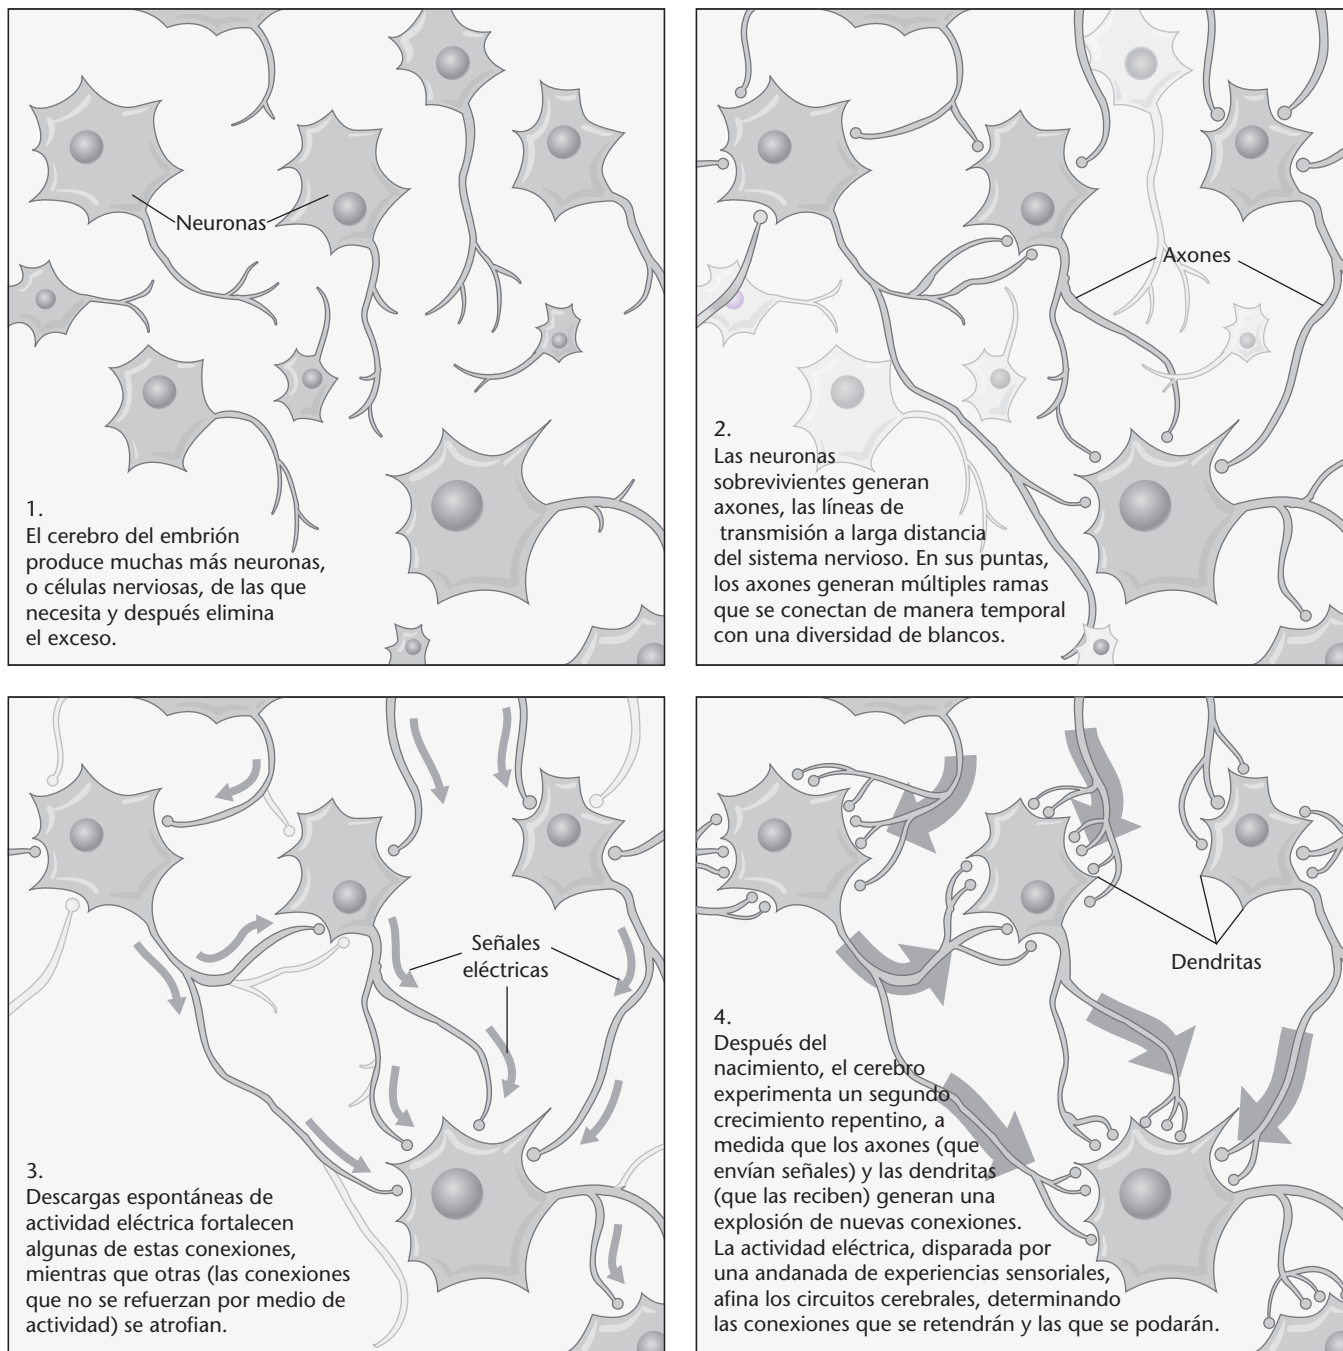 Neuronas
1.
El cerebro del embrión
produce muchas más neuronas,
o células nerviosas, de las que
necesita y después elimina
el exceso.
Axones
2.
Las neuronas
sobrevivientes generan
axones, las líneas de
transmisión a larga distancia
del sistema nervioso. En sus puntas,
los axones generan múltiples ramas
que se conectan de manera temporal
con una diversidad de blancos.
Señales
eléctricas
3.
Descargas espontáneas de
actividad eléctrica fortalecen
algunas de estas conexiones,
mientras que otras (las conexiones
que no se refuerzan por medio de
actividad) se atrofian.
Dendritas
4.
Después del
nacimiento, el cerebro
experimenta un segundo
crecimiento repentino, a
medida que los axones (que
envían señales) y las dendritas
(que las reciben) generan una
explosión de nuevas conexiones.
La actividad eléctrica, disparada por
una andanada de experiencias sensoriales,
afina los circuitos cerebrales, determinando
las conexiones que se retendrán y las que se podarán.